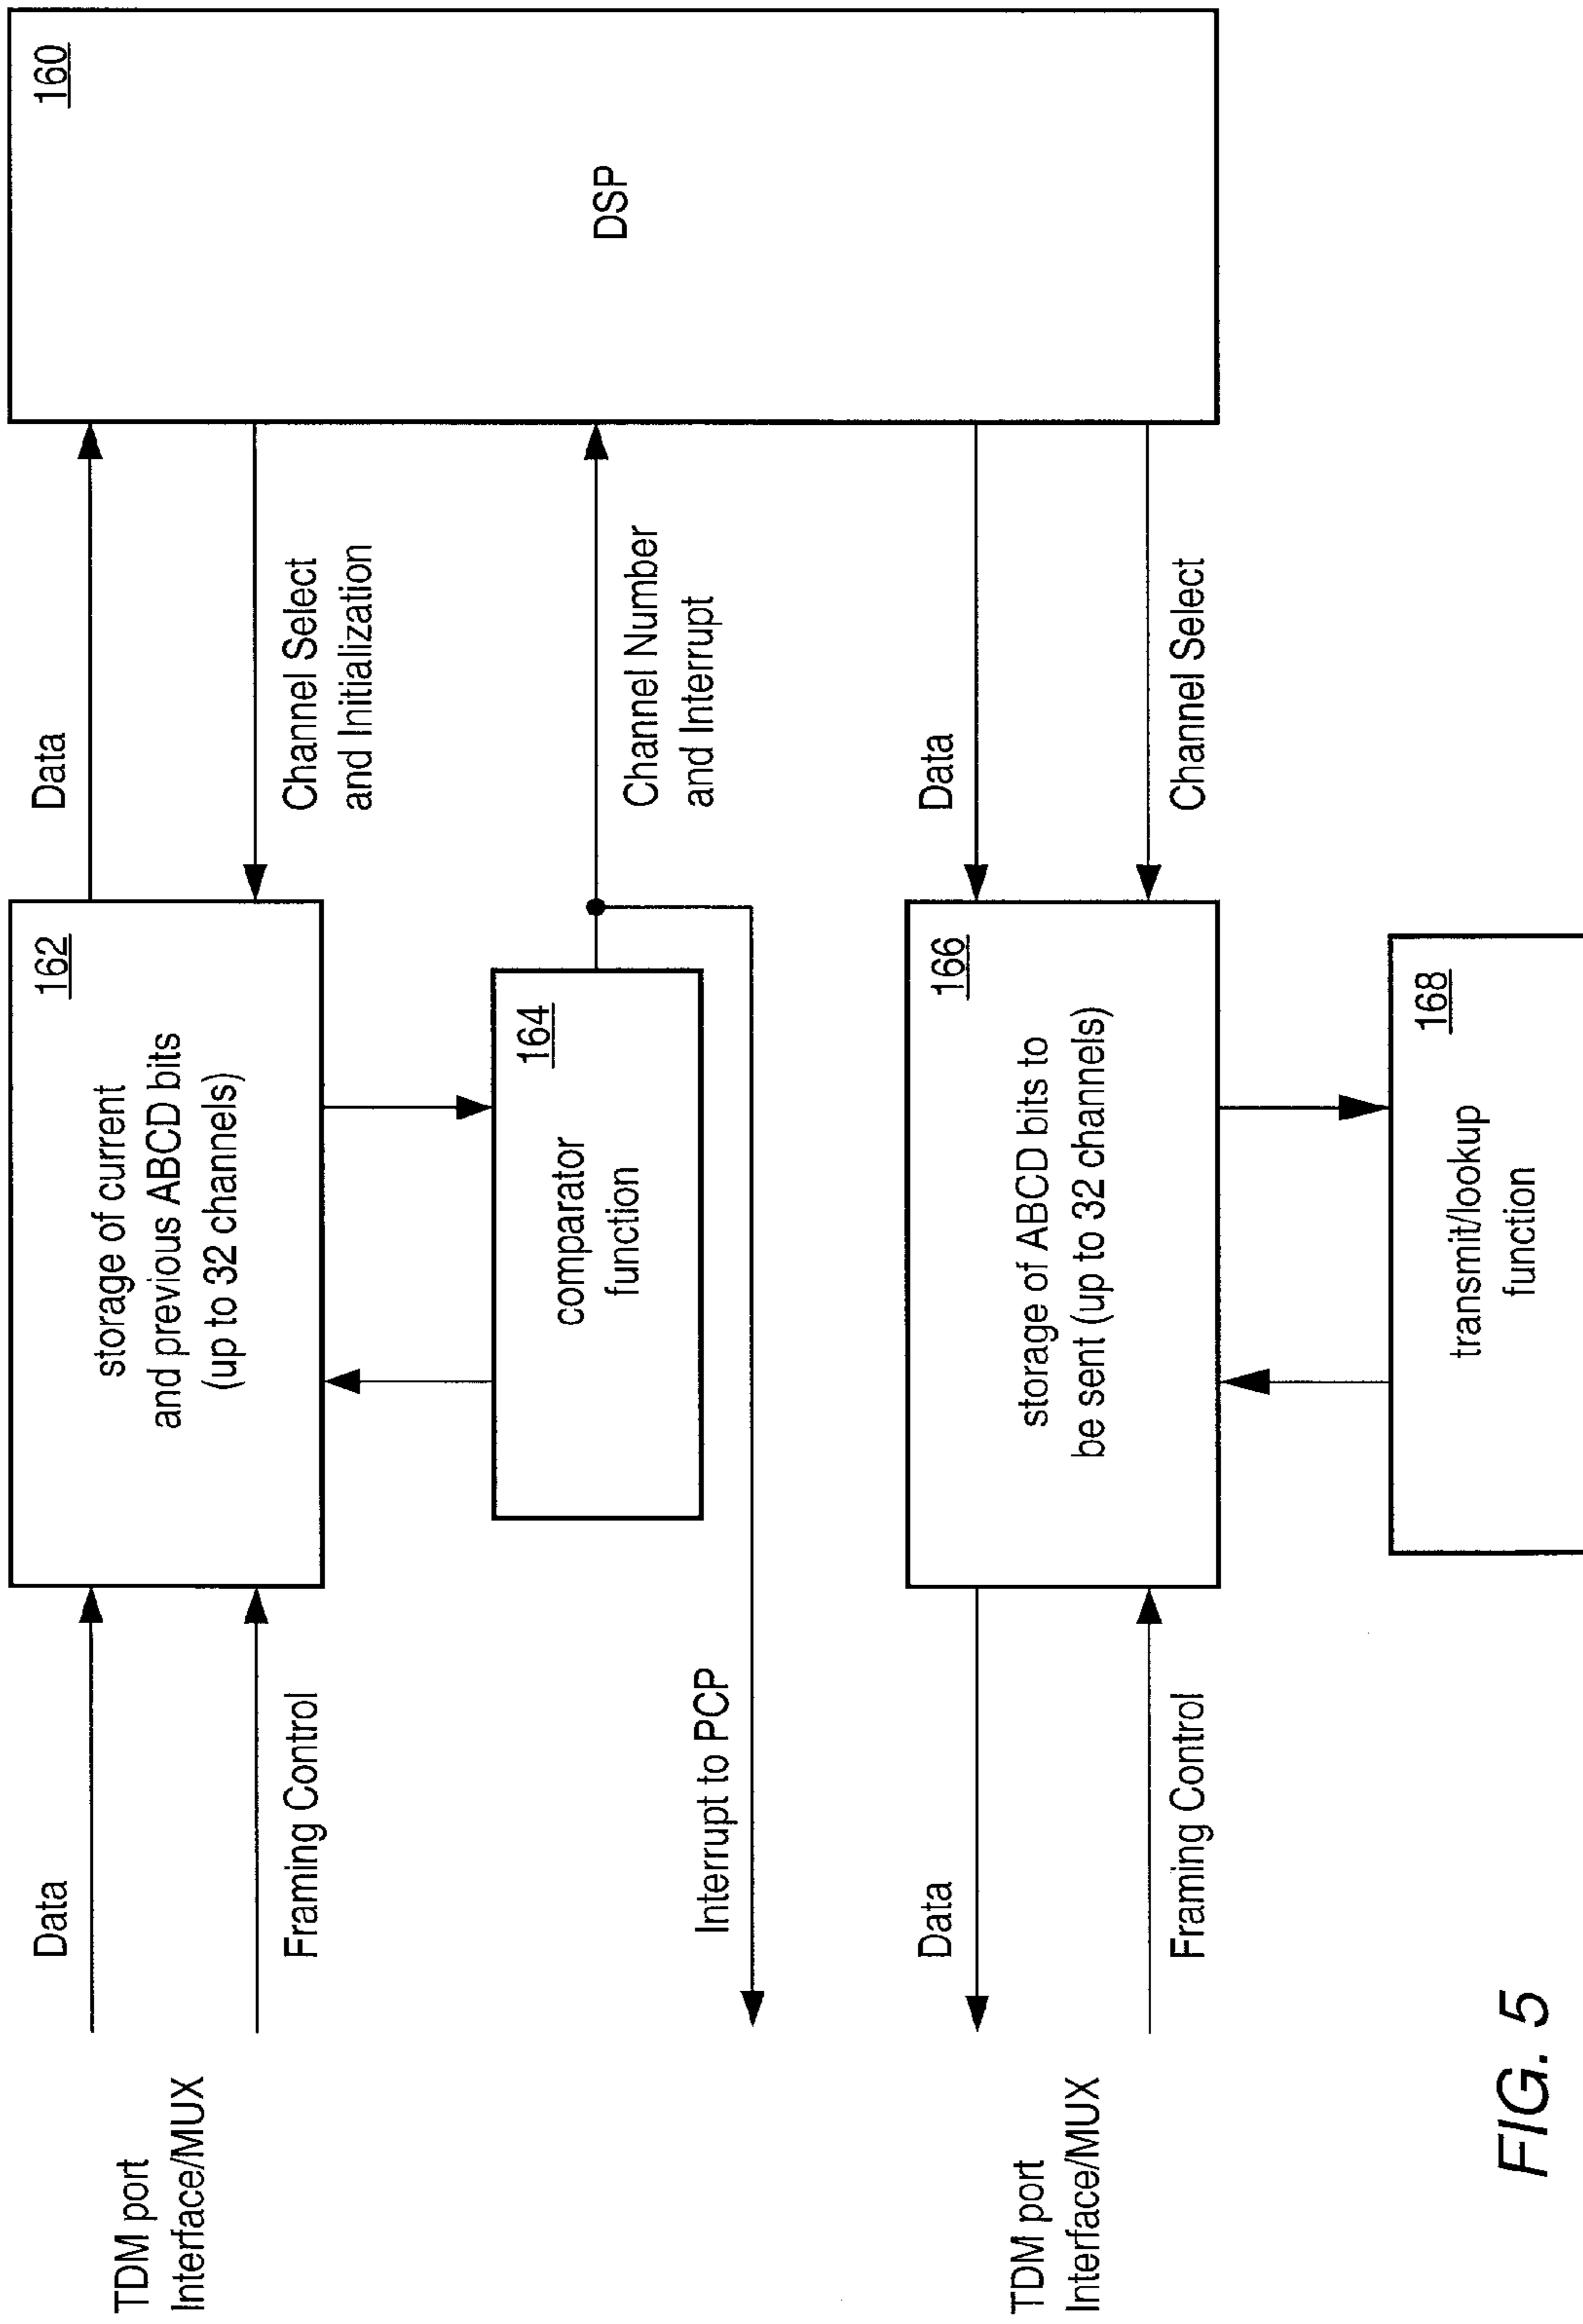 TDM port
Interface/MUX
Data
Framing Control
162
storage of current
and previous ABCD bits
(up to 32 channels)
Data
Channel Select
and Initialization
160
DSP
164
comparator
function
Channel Number
and Interrupt
Interrupt to PCP
TDM port
Interface/MUX
Data
Framing Control
166
storage of ABCD bits to
be sent (up to 32 channels)
Data
Channel Select
168
transmit/lookup
function
FIG. 5